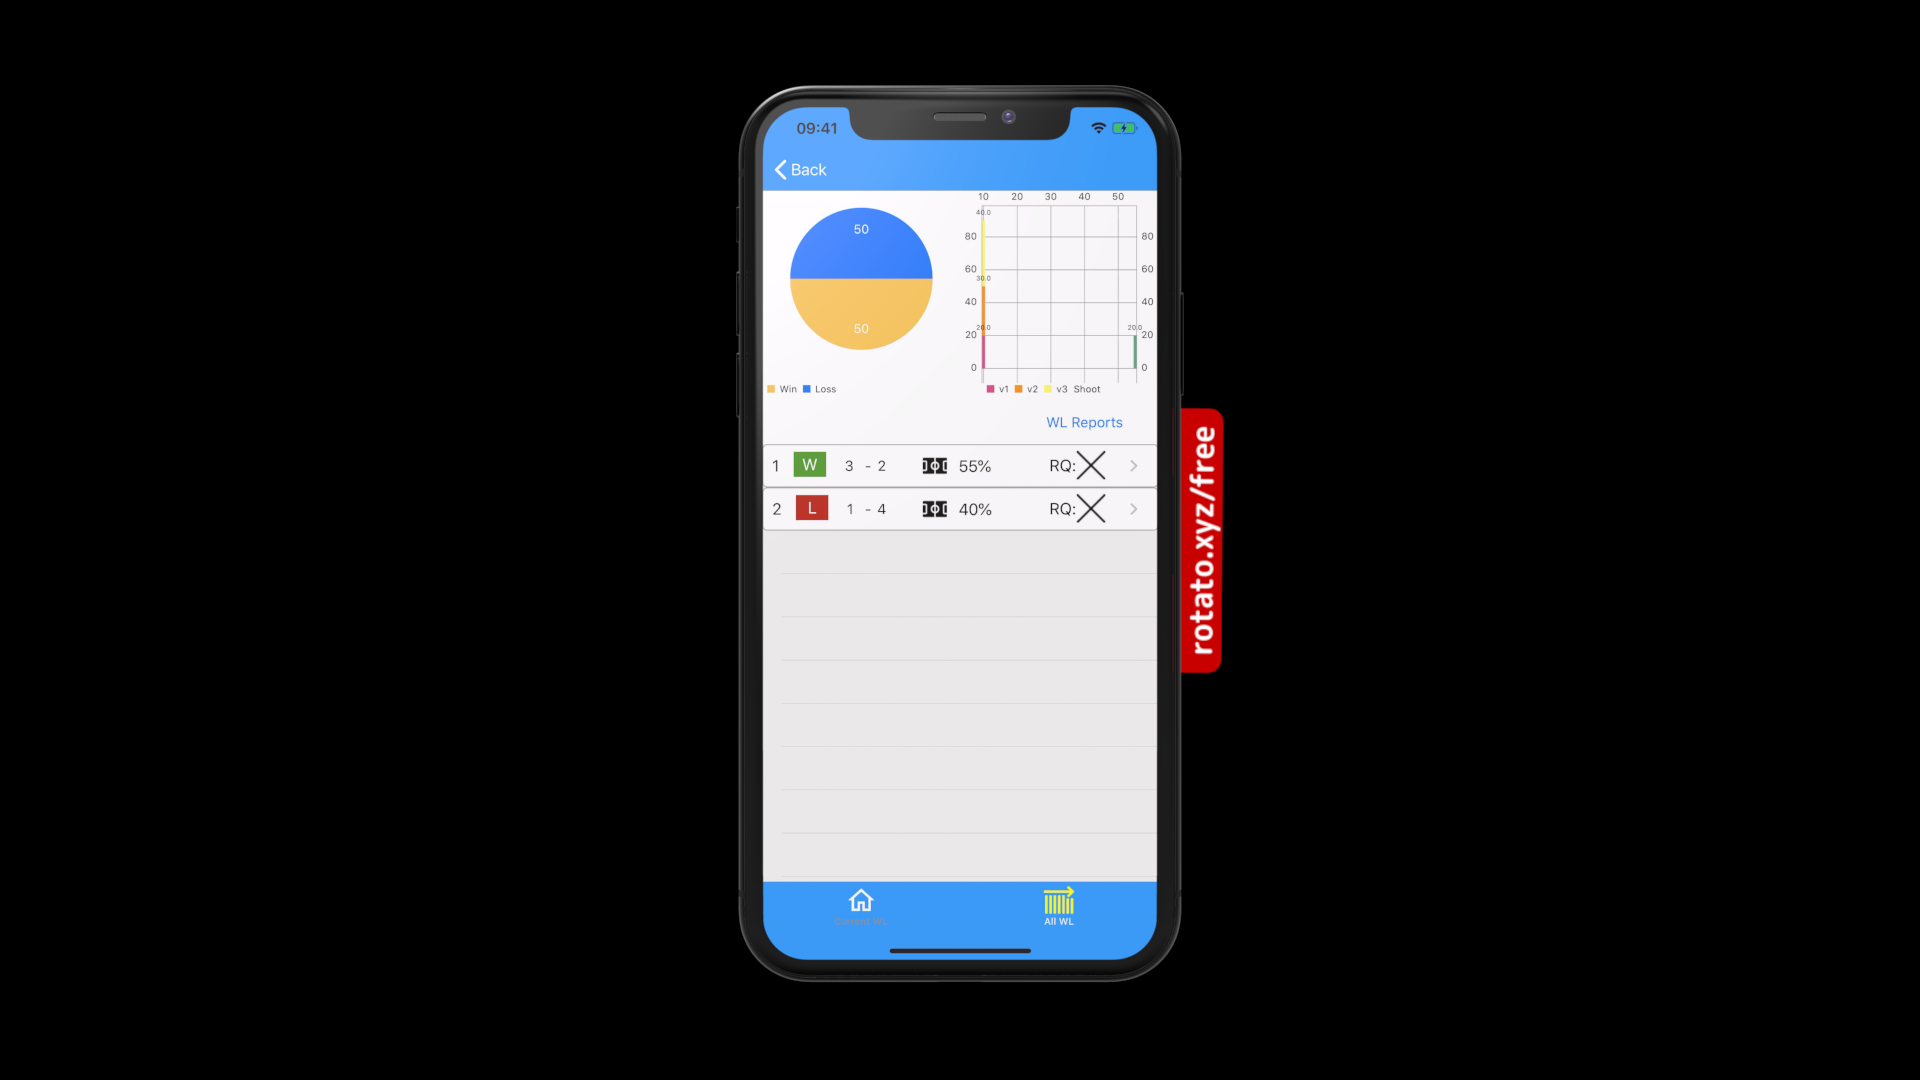 09:41
Back
50
50
Win Loss
10 20 30 40 50
40.0
80 80
60 60
30.0
40 40
20.0 20.0
20 20
0 0
v1 v2 v3 Shoot
WL Reports
1 W 3 - 2 55% RQ:
2 L 1 - 4 40% RQ:
All WL
rotato.xyz/free